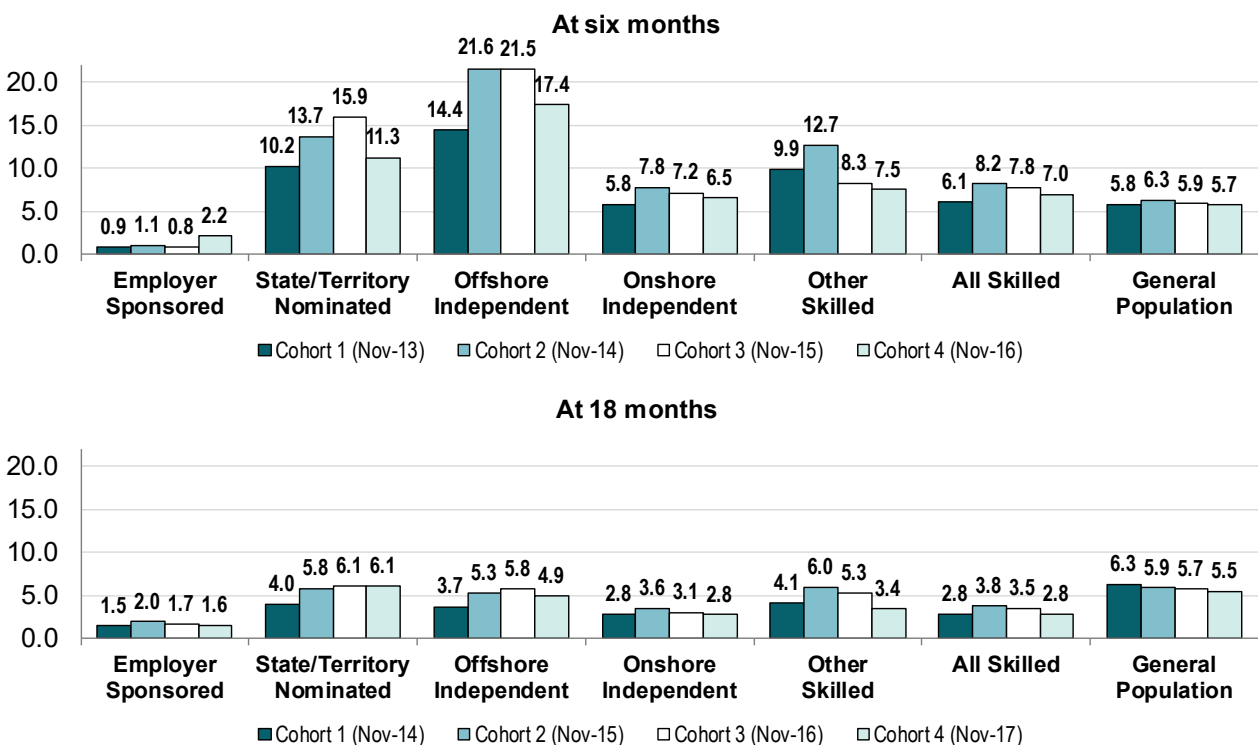 At six months
20.0
15.0
10.0
5.0
0.0
0.9 1.1 0.8 2.2
10.2 13.7 15.9 11.3
14.4 21.6 21.5 17.4
5.8 7.8 7.2 6.5
9.9 12.7 8.3 7.5
6.1 8.2 7.8 7.0
5.8 6.3 5.9 5.7
Employer
Sponsored
State/Territory
Nominated
Offshore
Independent
Onshore
Independent
Other
Skilled
All Skilled
General
Population
Cohort 1 (Nov-13) Cohort 2 (Nov-14) Cohort 3 (Nov-15) Cohort 4 (Nov-16)
At 18 months
20.0
15.0
10.0
5.0
0.0
1.5 2.0 1.7 1.6
4.0 5.8 6.1 6.1
3.7 5.3 5.8 4.9
2.8 3.6 3.1 2.8
4.1 6.0 5.3 3.4
2.8 3.8 3.5 2.8
6.3 5.9 5.7 5.5
Employer
Sponsored
State/Territory
Nominated
Offshore
Independent
Onshore
Independent
Other
Skilled
All Skilled
General
Population
Cohort 1 (Nov-14) Cohort 2 (Nov-15) Cohort 3 (Nov-16) Cohort 4 (Nov-17)